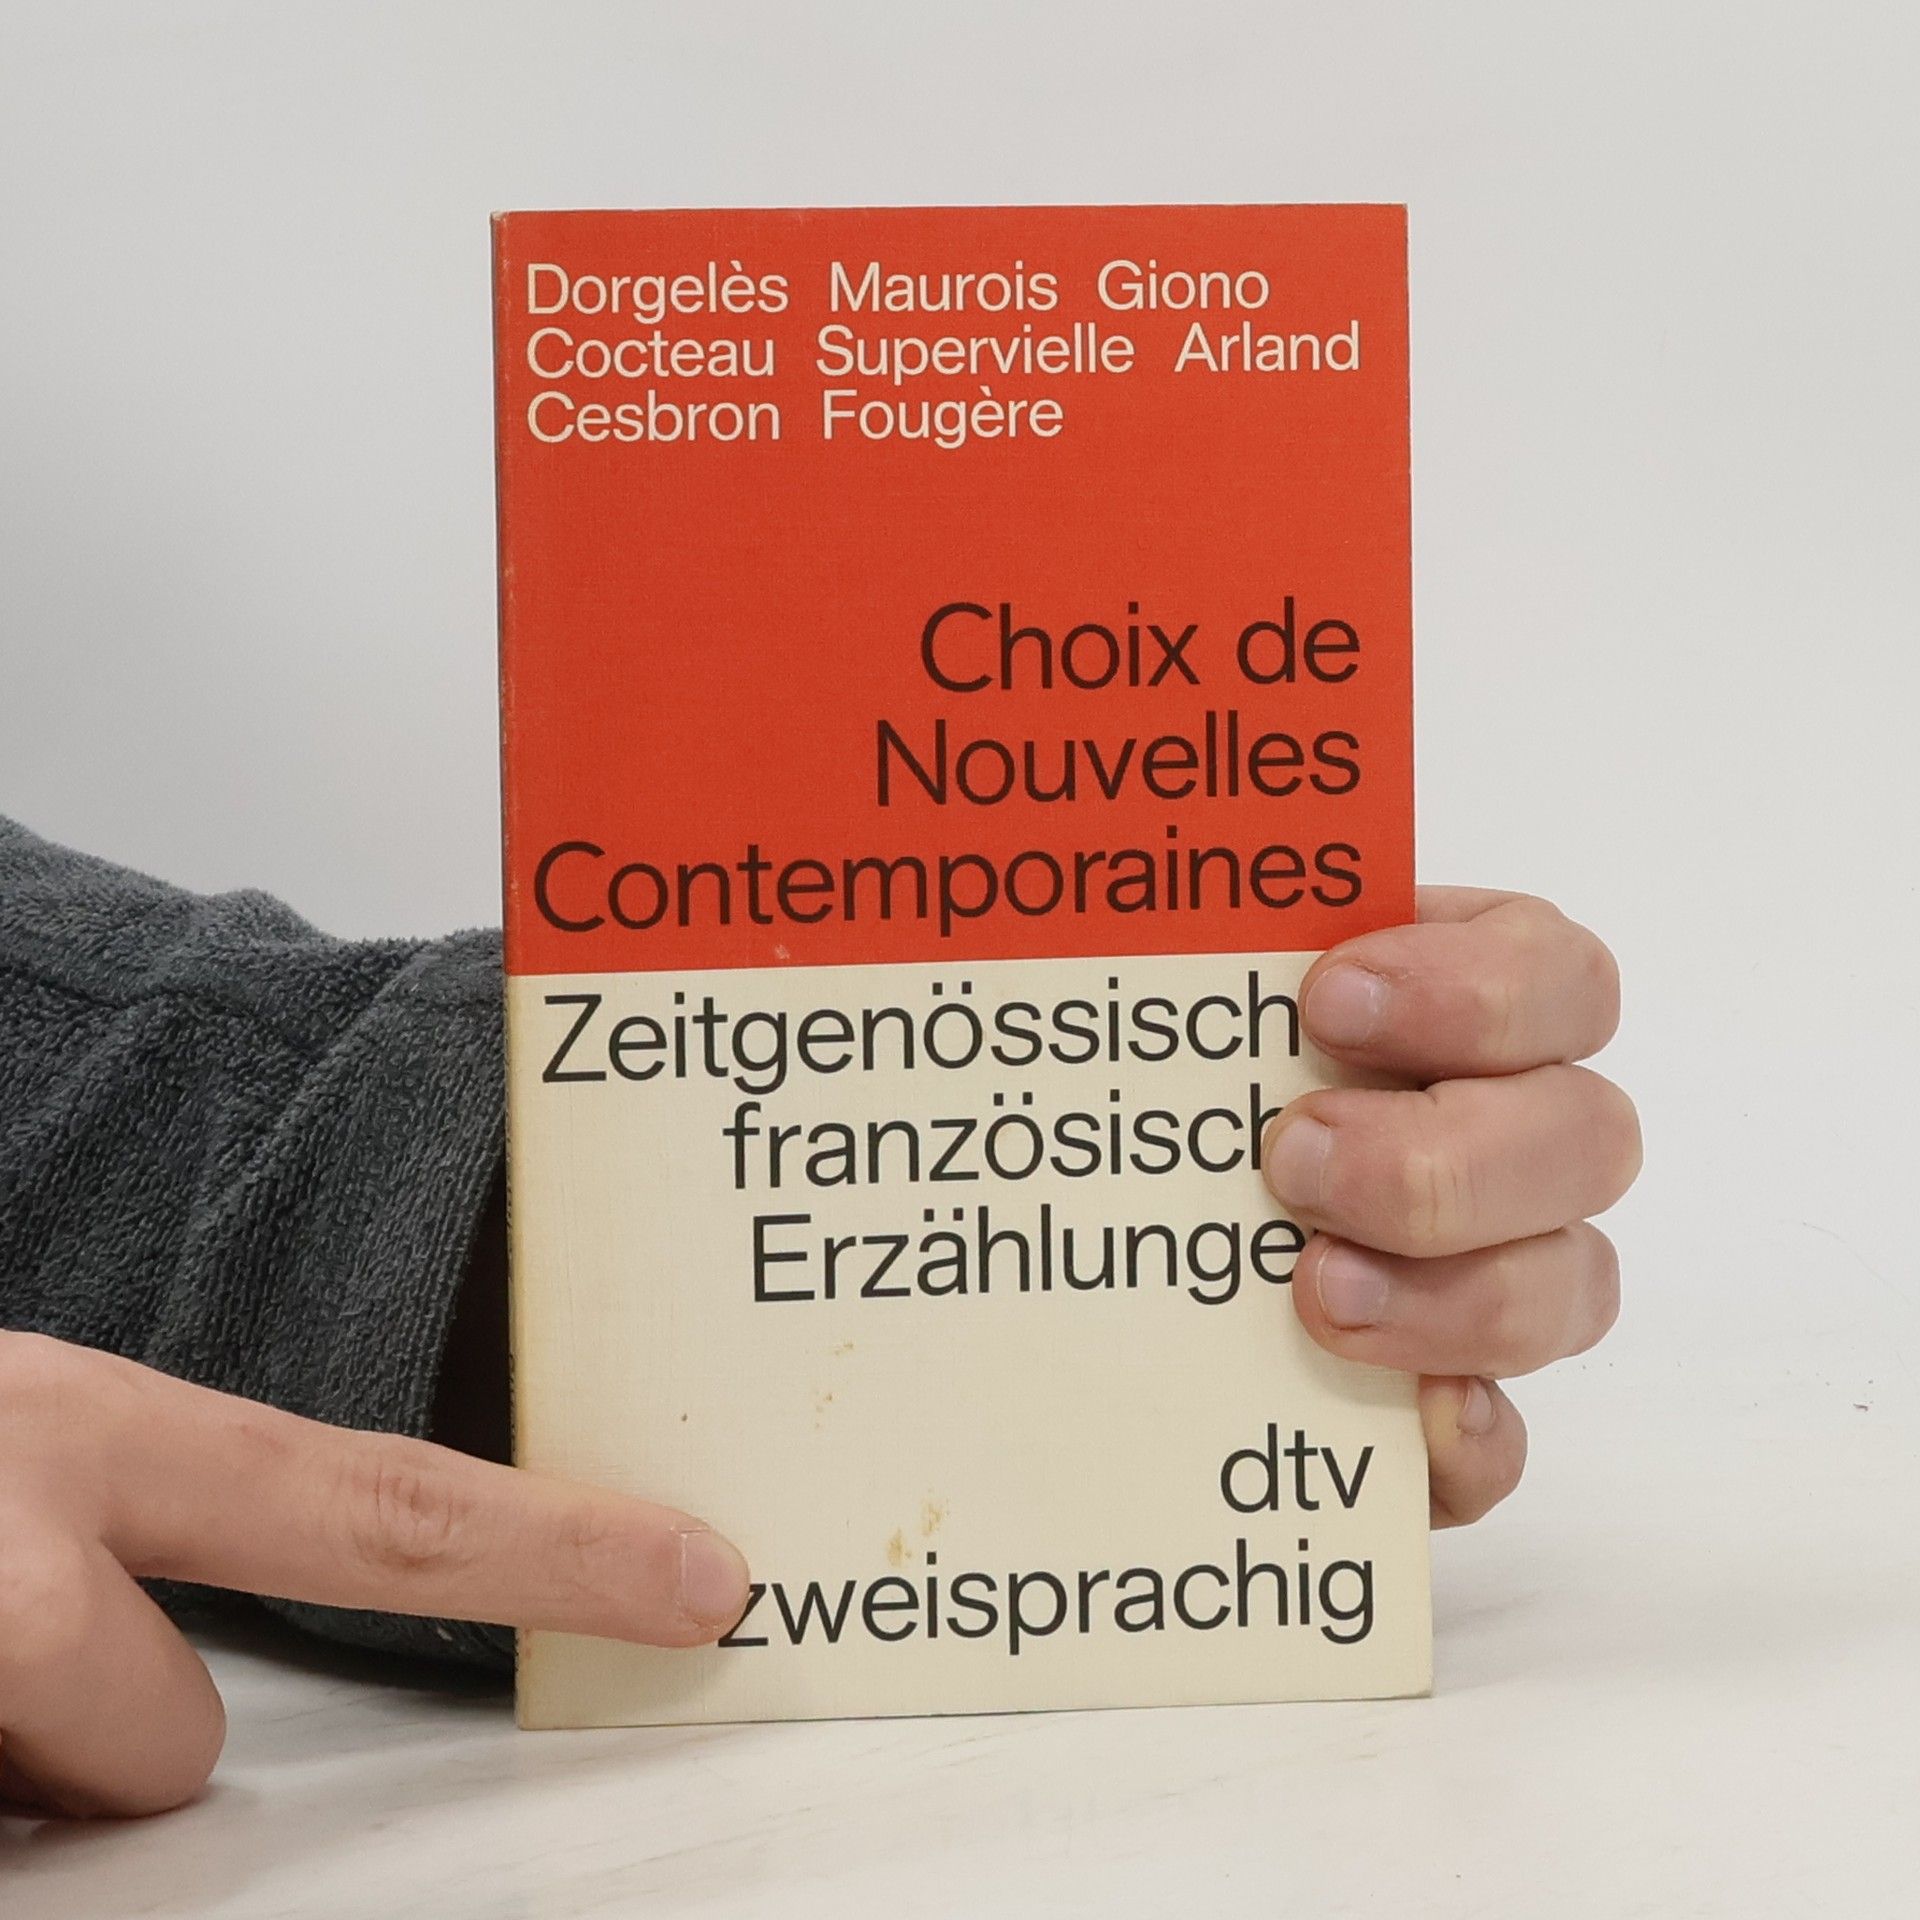 Dorgelès Maurois Giono
Cocteau Supervielle Arland
Cesbron Fougère
Choix de
Nouvelles
Contemporaines
Zeitgenössisch
französisch
Erzählunge
dtv
zweisprachig